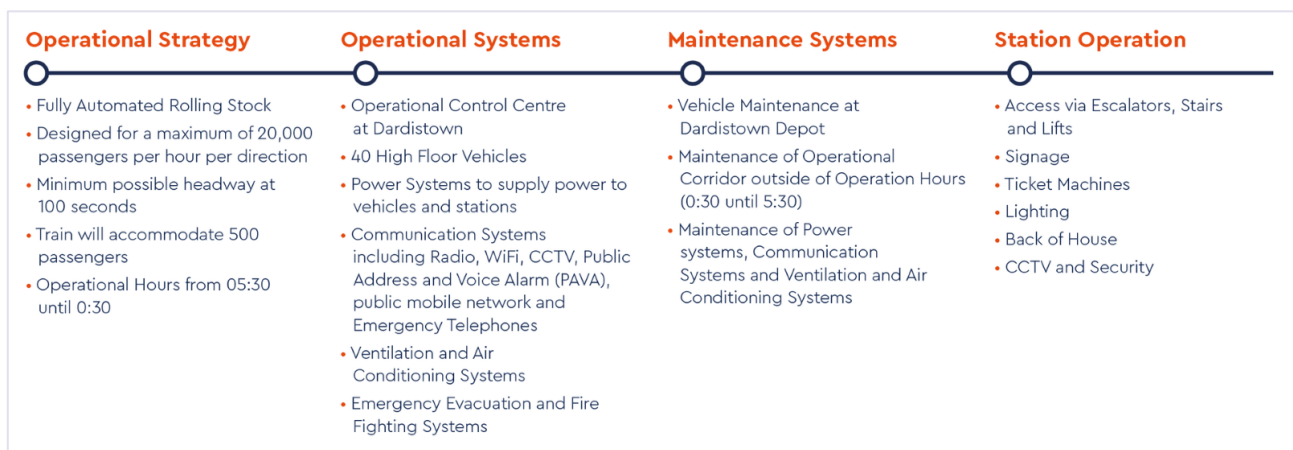 Operational Strategy
• Fully Automated Rolling Stock
• Designed for a maximum of 20,000
passengers per hour per direction
• Minimum possible headway at
100 seconds
• Train will accommodate 500
passengers
• Operational Hours from 05:30
until 0:30
Operational Systems
• Operational Control Centre
at Dardistown
• 40 High Floor Vehicles
• Power Systems to supply power to
vehicles and stations
• Communication Systems
including Radio, WiFi, CCTV, Public
Address and Voice Alarm (PAVA),
public mobile network and
Emergency Telephones
• Ventilation and Air
Conditioning Systems
• Emergency Evacuation and Fire
Fighting Systems
Maintenance Systems
• Vehicle Maintenance at
Dardistown Depot
• Maintenance of Operational
Corridor outside of Operation Hours
(0:30 until 5:30)
• Maintenance of Power
systems, Communication
Systems and Ventilation and Air
Conditioning Systems
Station Operation
• Access via Escalators, Stairs
and Lifts
• Signage
• Ticket Machines
• Lighting
• Back of House
• CCTV and Security